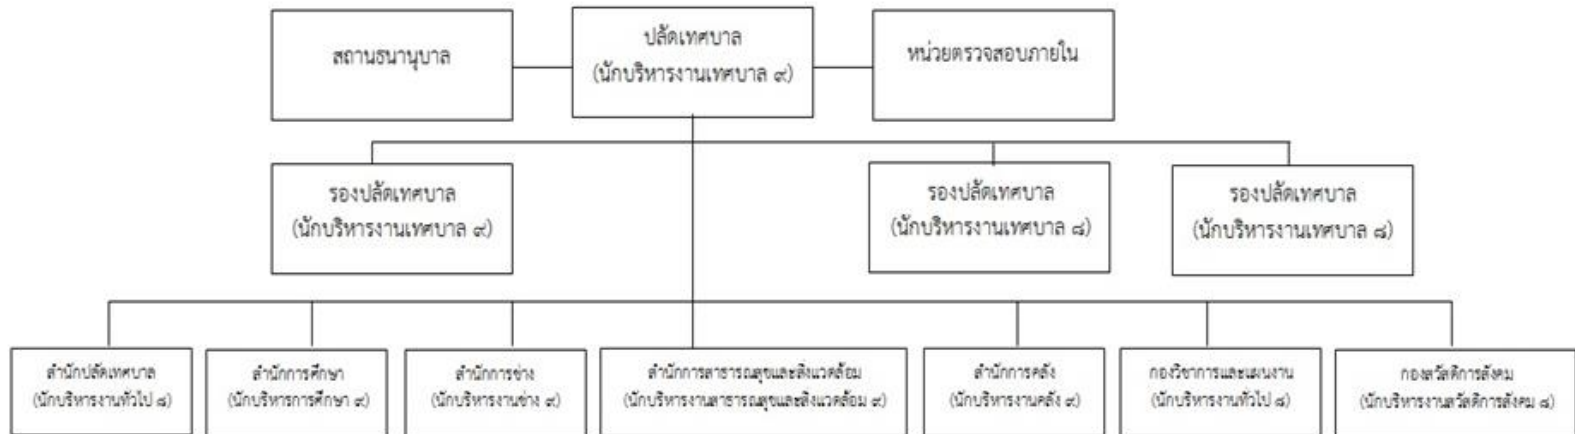 สถานธนานุบาล
ปลัดเทศบาล
(นักบริหารงานเทศบาล ๙)
หน่วยตรวจสอบภายใน
รองปลัดเทศบาล
(นักบริหารงานเทศบาล ๙)
รองปลัดเทศบาล
(นักบริหารงานเทศบาล ๘)
รองปลัดเทศบาล
(นักบริหารงานเทศบาล ๘)
สำนักปลัดเทศบาล
(นักบริหารงานทั่วไป ๘)
สำนักการศึกษา
(นักบริหารการศึกษา ๙)
สำนักการช่าง
(นักบริหารงานช่าง ๙)
สำนักการสาธารณสุขและสิ่งแวดล้อม
(นักบริหารงานสาธารณสุขและสิ่งแวดล้อม ๙)
สำนักการคลัง
(นักบริหารงานคลัง ๙)
กองวิชาการและแผนงาน
(นักบริหารงานทั่วไป ๘)
กองสวัสดิการสังคม
(นักบริหารงานสวัสดิการสังคม ๘)